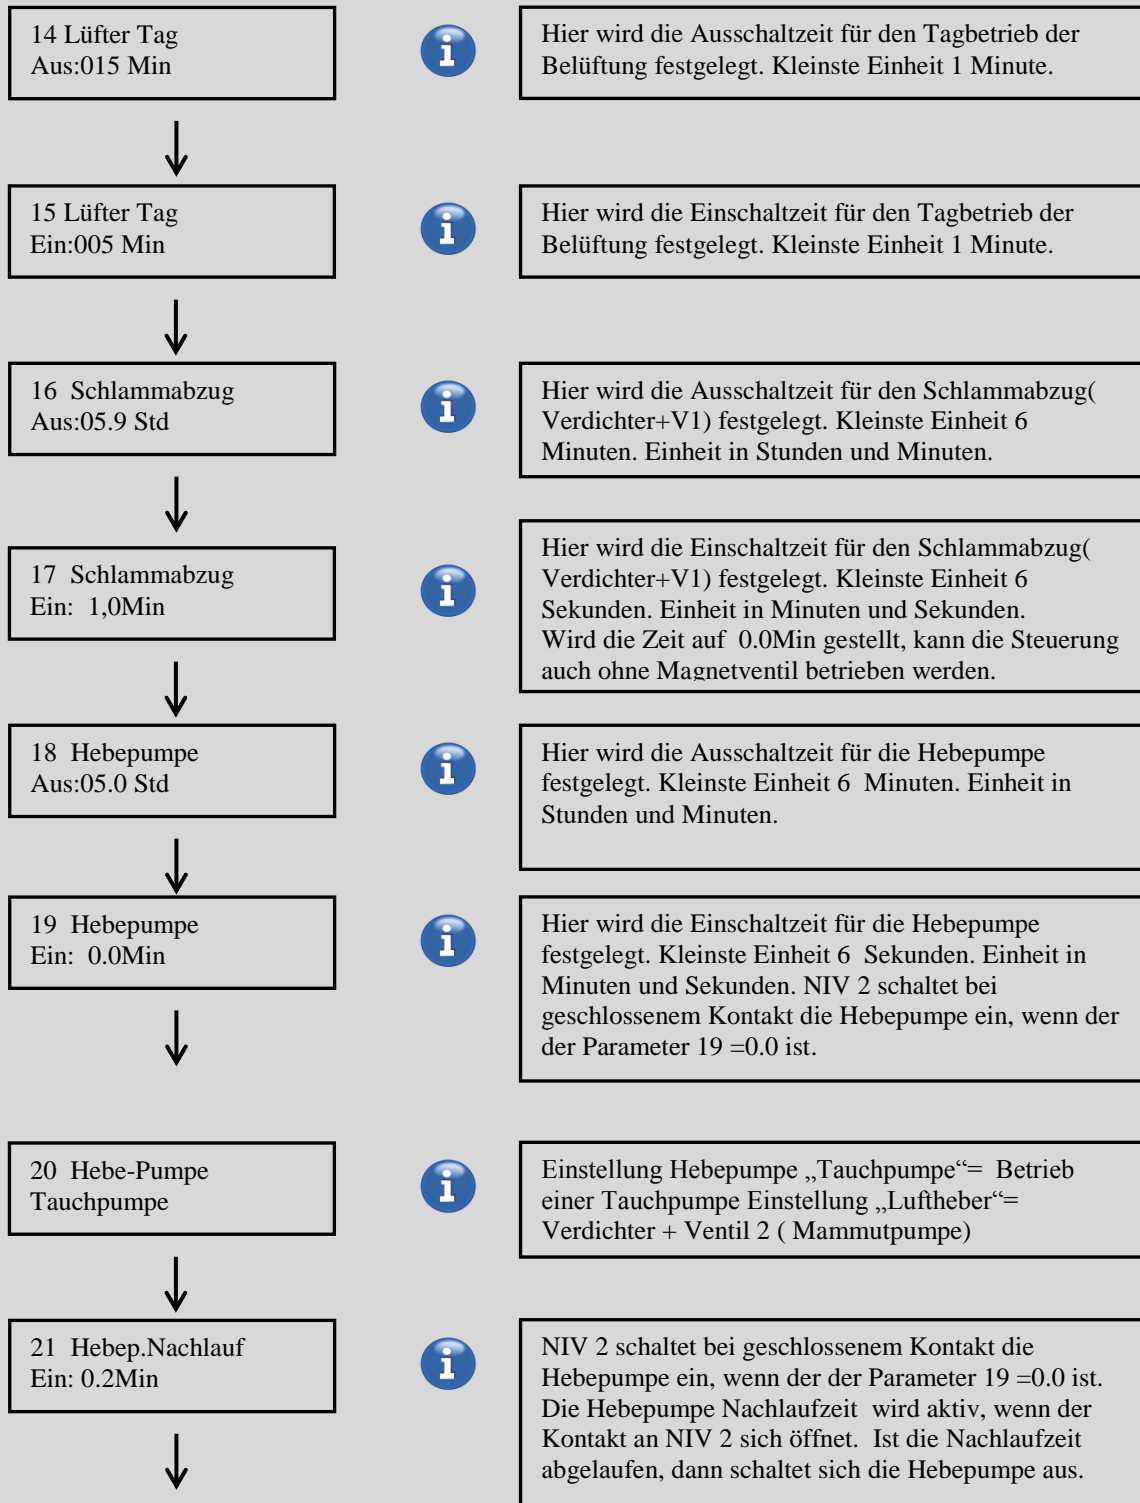 14 Lüfter Tag
Aus:015 Min
Hier wird die Ausschaltzeit für den Tagbetrieb der
Belüftung festgelegt. Kleinste Einheit 1 Minute.
15 Lüfter Tag
Ein:005 Min
Hier wird die Einschaltzeit für den Tagbetrieb der
Belüftung festgelegt. Kleinste Einheit 1 Minute.
16  Schlammabzug
Aus:05.9 Std
Hier wird die Ausschaltzeit für den Schlammabzug(
Verdichter+V1) festgelegt. Kleinste Einheit 6
Minuten. Einheit in Stunden und Minuten.
17  Schlammabzug
Ein:  1,0Min
Hier wird die Einschaltzeit für den Schlammabzug(
Verdichter+V1) festgelegt. Kleinste Einheit 6
Sekunden. Einheit in Minuten und Sekunden.
Wird die Zeit auf  0.0Min gestellt, kann die Steuerung
auch ohne Magnetventil betrieben werden.
18  Hebepumpe
Aus:05.0 Std
Hier wird die Ausschaltzeit für die Hebepumpe
festgelegt. Kleinste Einheit 6  Minuten. Einheit in
Stunden und Minuten.
19  Hebepumpe
Ein:  0.0Min
Hier wird die Einschaltzeit für die Hebepumpe
festgelegt. Kleinste Einheit 6  Sekunden. Einheit in
Minuten und Sekunden. NIV 2 schaltet bei
geschlossenem Kontakt die Hebepumpe ein, wenn der
der Parameter 19 =0.0 ist.
20  Hebe-Pumpe
Tauchpumpe
Einstellung Hebepumpe „Tauchpumpe“=  Betrieb
einer Tauchpumpe Einstellung „Luftheber“=
Verdichter + Ventil 2 ( Mammutpumpe)
21  Hebep.Nachlauf
Ein: 0.2Min
NIV 2 schaltet bei geschlossenem Kontakt die
Hebepumpe ein, wenn der der Parameter 19 =0.0 ist.
Die Hebepumpe Nachlaufzeit  wird aktiv, wenn der
Kontakt an NIV 2 sich öffnet.  Ist die Nachlaufzeit
abgelaufen, dann schaltet sich die Hebepumpe aus.